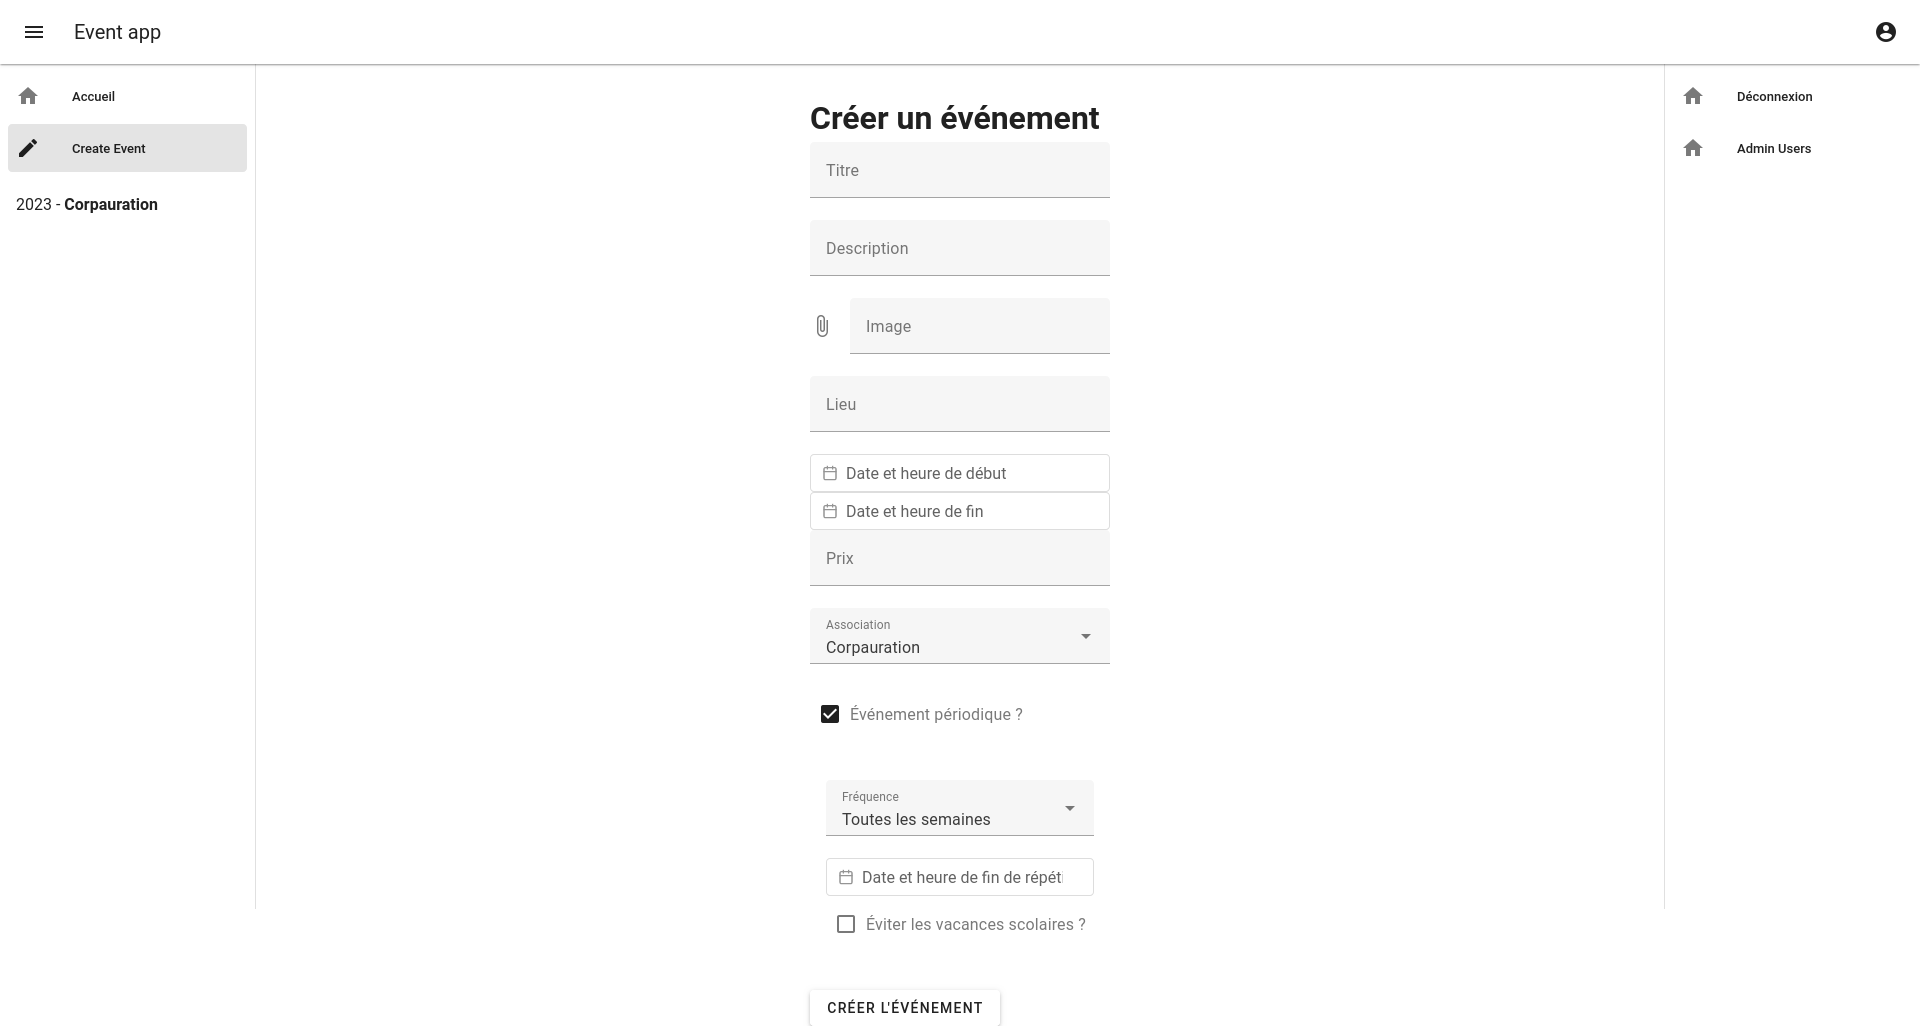 Event app
Accueil
Create Event
2023 - Corpauration
Créer un événement
Titre
Description
Image
Lieu
Date et heure de début
Date et heure de fin
Prix
Association
Corpauration
Événement périodique ?
Fréquence
Toutes les semaines
Date et heure de fin de répéti
Éviter les vacances scolaires ?
CRÉER L'ÉVÉNEMENT
Déconnexion
Admin Users